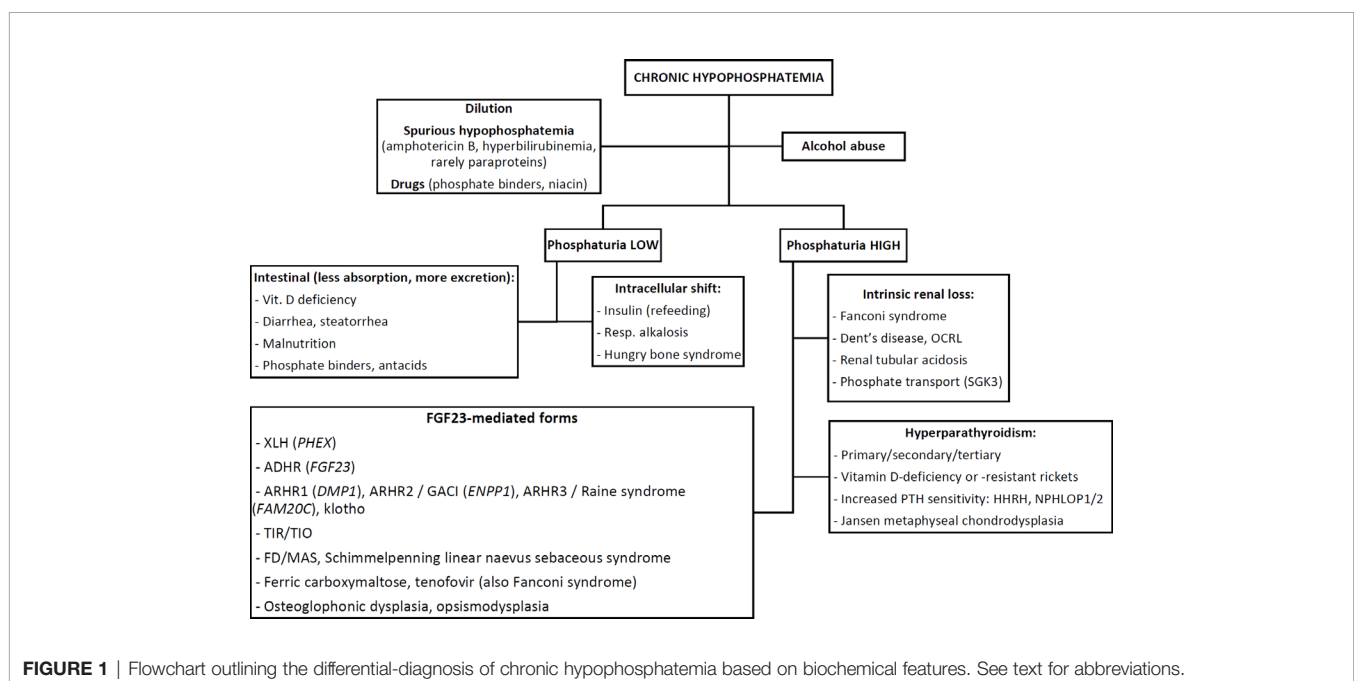 CHRONIC HYPOPHOSPHATEMIA
Dilution
Spurious hypophosphatemia
(amphotericin B, hyperbilirubinemia,
rarely paraproteins)
Drugs (phosphate binders, niacin)
Alcohol abuse
Phosphaturia LOW
Phosphaturia HIGH
Intestinal (less absorption, more excretion):
- Vit. D deficiency
- Diarrhea, steatorrhea
- Malnutrition
- Phosphate binders, antacids
Intracellular shift:
- Insulin (refeeding)
- Resp. alkalosis
- Hungry bone syndrome
Intrinsic renal loss:
- Fanconi syndrome
- Dent's disease, OCRL
- Renal tubular acidosis
- Phosphate transport (SGK3)
FGF23-mediated forms
- XLH (PHEX)
- ADHR (FGF23)
- ARHR1 (DMP1), ARHR2 / GACI (ENPP1), ARHR3 / Raine syndrome
(FAM20C), klotho
- TIR/TIO
- FD/MAS, Schimmelpenning linear naevus sebaceous syndrome
- Ferric carboxymaltose, tenofovir (also Fanconi syndrome)
- Osteoglophonic dysplasia, opsismodysplasia
Hyperparathyroidism:
- Primary/secondary/tertiary
- Vitamin D-deficiency or -resistant rickets
- Increased PTH sensitivity: HHRH, NPHLOP1/2
- Jansen metaphyseal chondrodysplasia
FIGURE 1 | Flowchart outlining the differential-diagnosis of chronic hypophosphatemia based on biochemical features. See text for abbreviations.